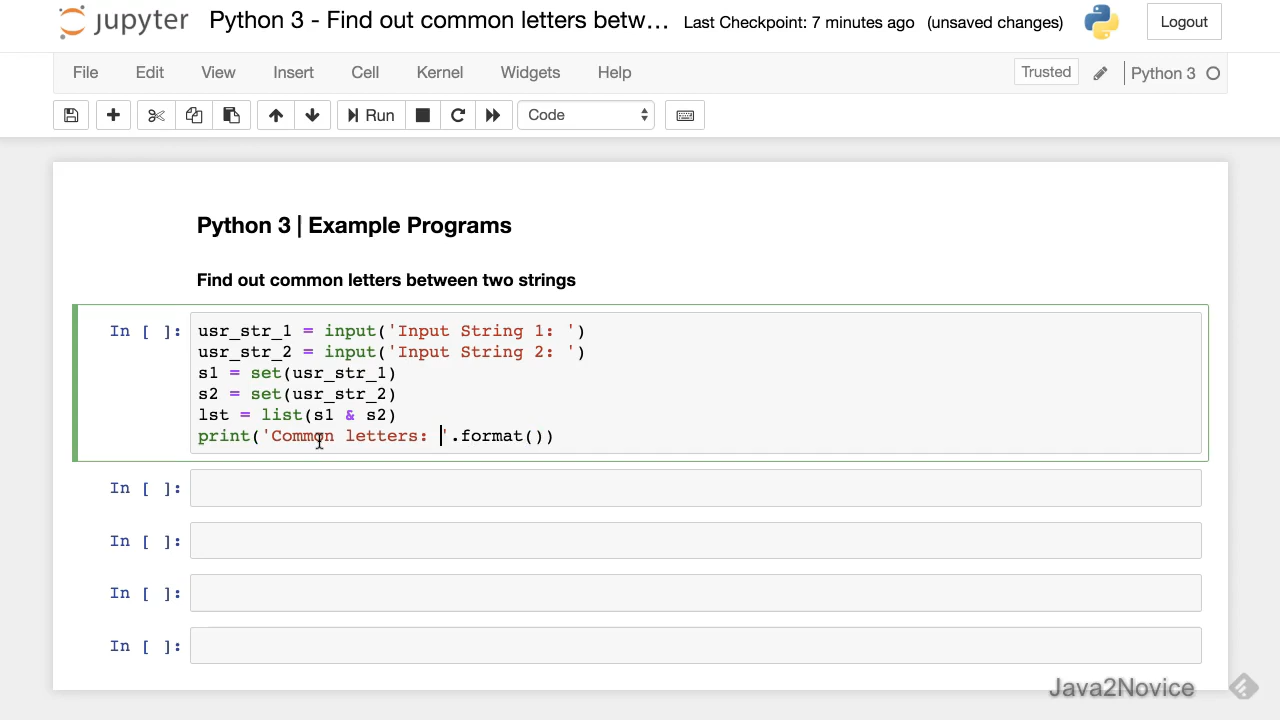 jupyter Python 3 - Find out common letters betw... Last Checkpoint: 7 minutes ago (unsaved changes) Logout
File Edit View Insert Cell Kernel Widgets Help Trusted Python 3
Run Code
Python 3 | Example Programs
Find out common letters between two strings
In [ ]: usr_str_1 = input('Input String 1: ')
usr_str_2 = input('Input String 2: ')
s1 = set(usr_str_1)
s2 = set(usr_str_2)
lst = list(s1 & s2)
print('Common letters: '.format())
In [ ]:
In [ ]:
In [ ]:
In [ ]:
Java2Novice